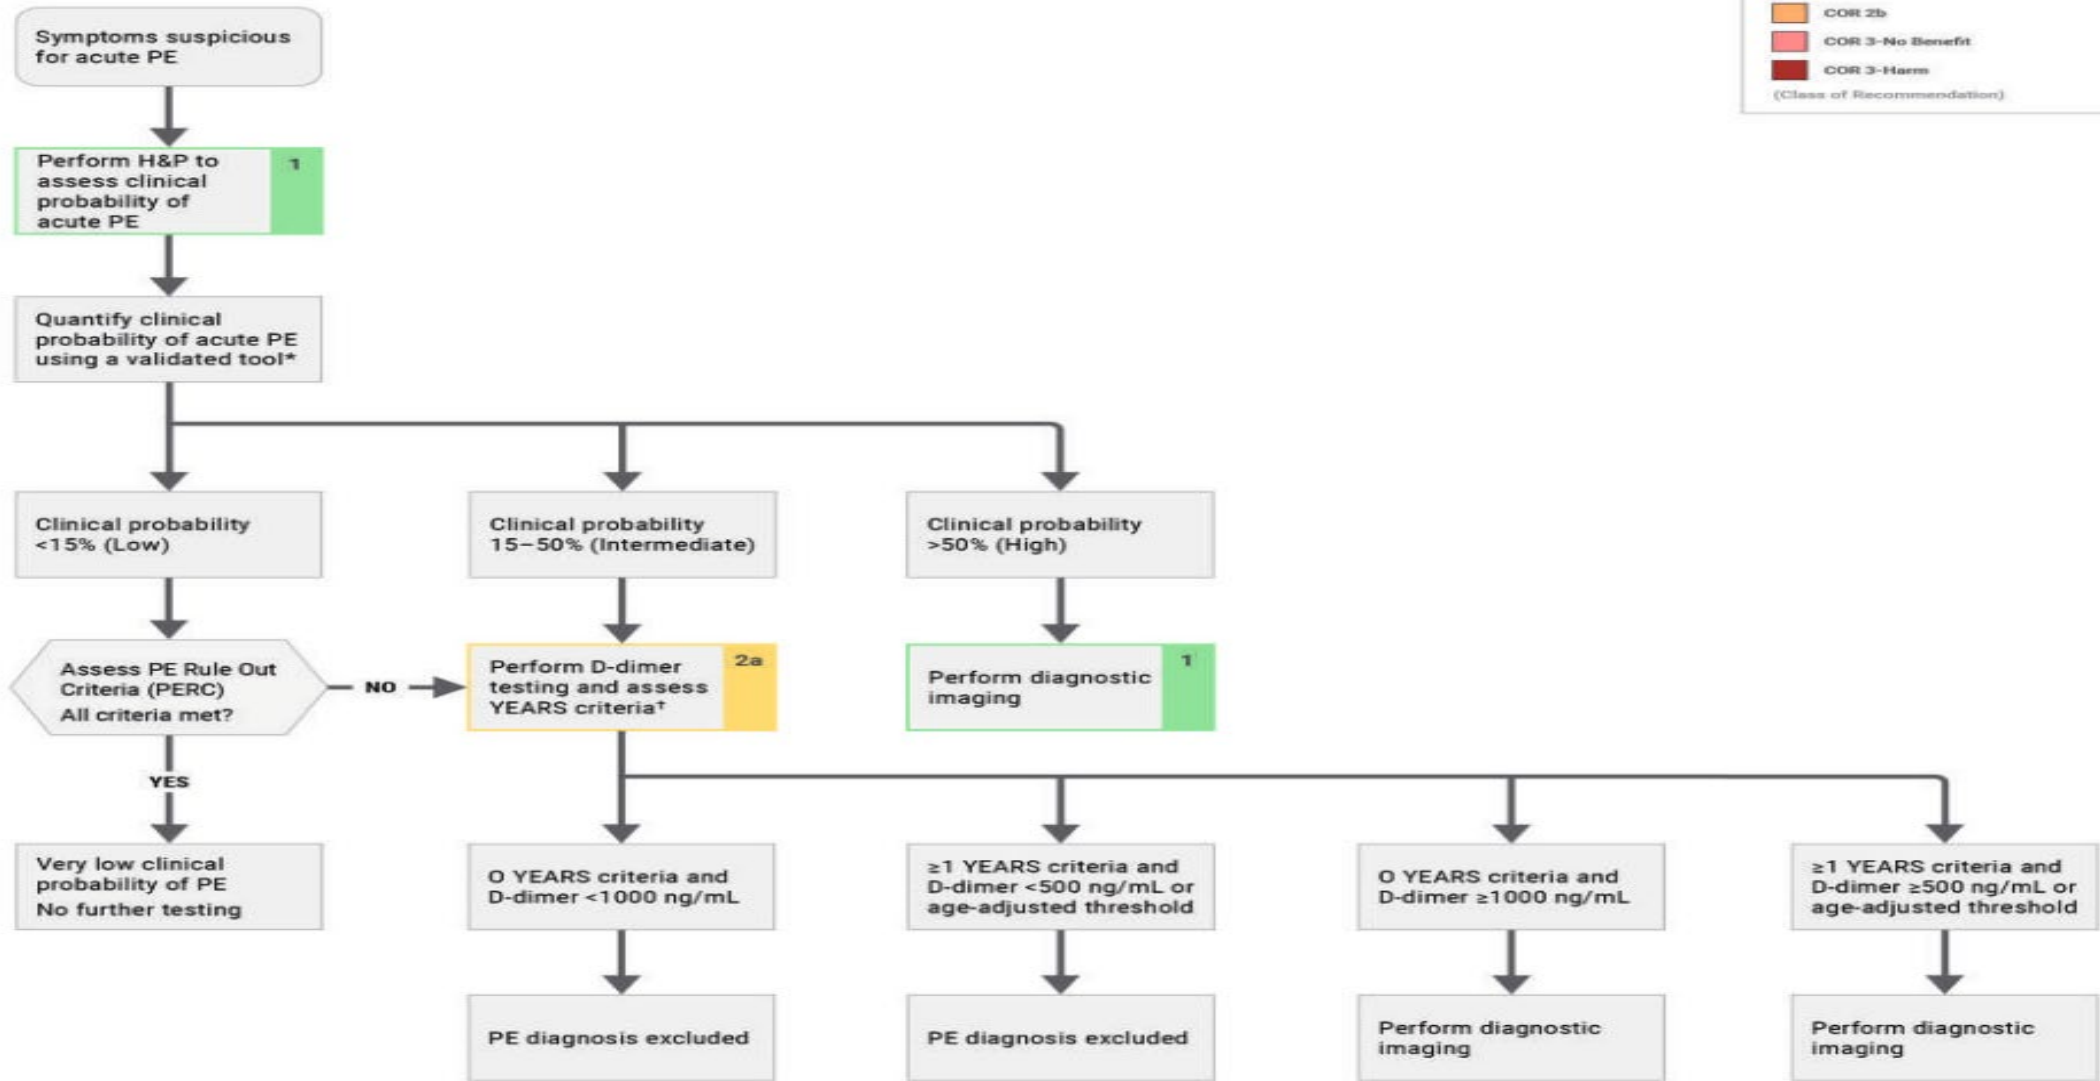 COR 2b
COR 3-No Benefit
COR 3-Harm
(Class of Recommendation)
Symptoms suspicious
for acute PE
Perform H&P to
assess clinical
probability of
acute PE
1
Quantify clinical
probability of acute PE
using a validated tool*
Clinical probability
<15% (Low)
Clinical probability
15–50% (Intermediate)
Clinical probability
>50% (High)
Assess PE Rule Out
Criteria (PERC)
All criteria met?
NO
Perform D-dimer
testing and assess
YEARS criteria†
2a
Perform diagnostic
imaging
1
YES
Very low clinical
probability of PE
No further testing
0 YEARS criteria and
D-dimer <1000 ng/mL
≥1 YEARS criteria and
D-dimer <500 ng/mL or
age-adjusted threshold
0 YEARS criteria and
D-dimer ≥1000 ng/mL
≥1 YEARS criteria and
D-dimer ≥500 ng/mL or
age-adjusted threshold
PE diagnosis excluded
PE diagnosis excluded
Perform diagnostic
imaging
Perform diagnostic
imaging